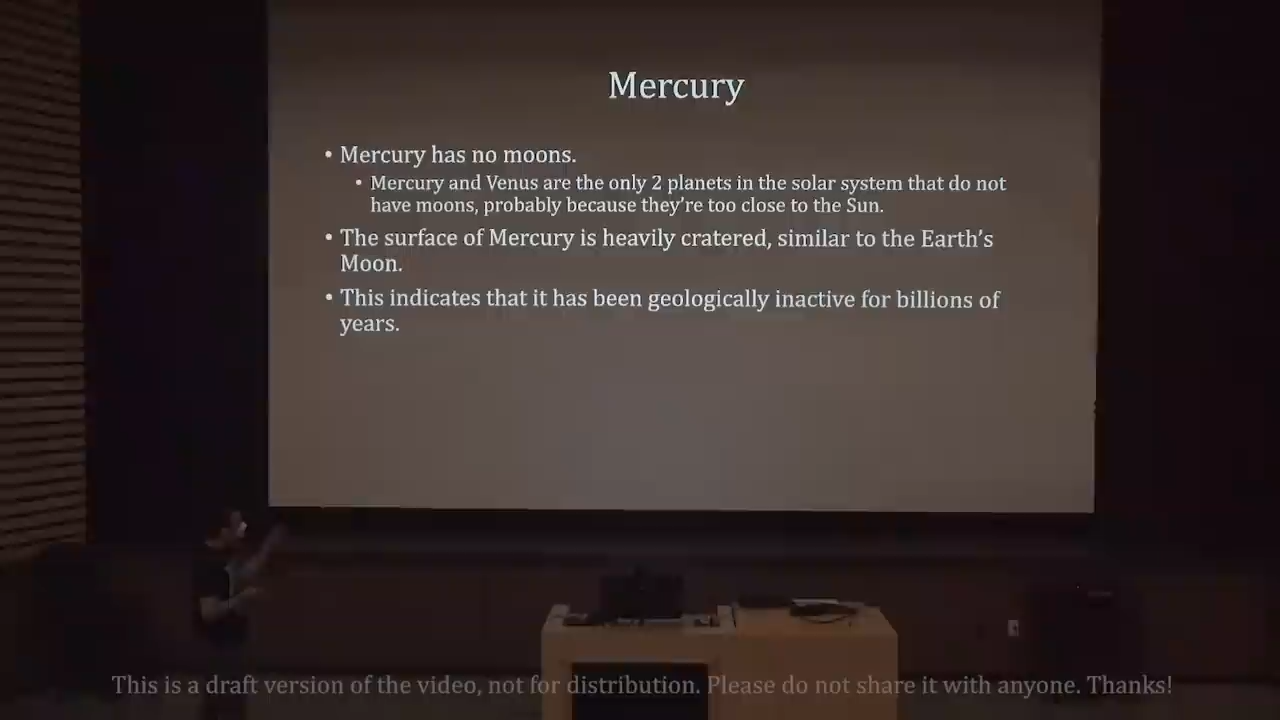 Mercury
• Mercury has no moons.
• Mercury and Venus are the only 2 planets in the solar system that do not
have moons, probably because they're too close to the Sun.
• The surface of Mercury is heavily cratered, similar to the Earth's
Moon.
• This indicates that it has been geologically inactive for billions of
years.
This is a draft version of the video, not for distribution. Please do not share it with anyone. Thanks!